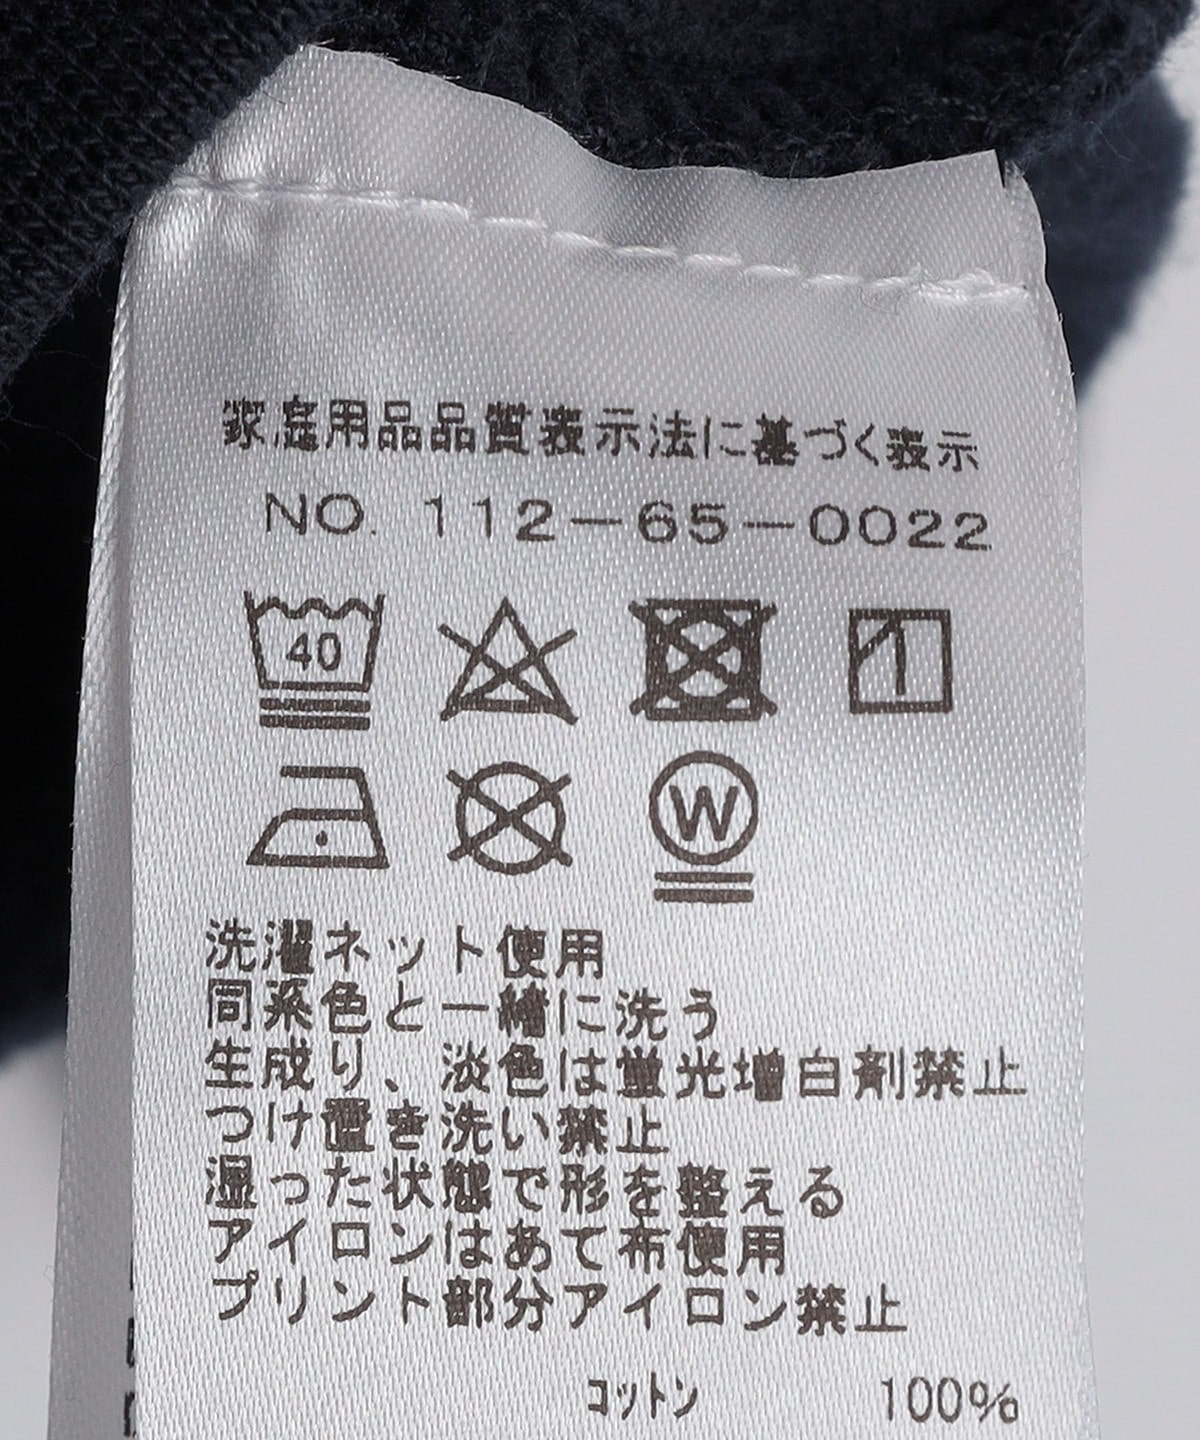 家庭用品品質表示法に基づく表示
NO. 112-65-0022
40
W
洗濯ネット使用
同系色と一緒に洗う
生成り、淡色は蛍光増白剤禁止
つけ置き洗い禁止
湿った状態で形を整える
アイロンはあて布使用
プリント部分アイロン禁止
コットン 100%